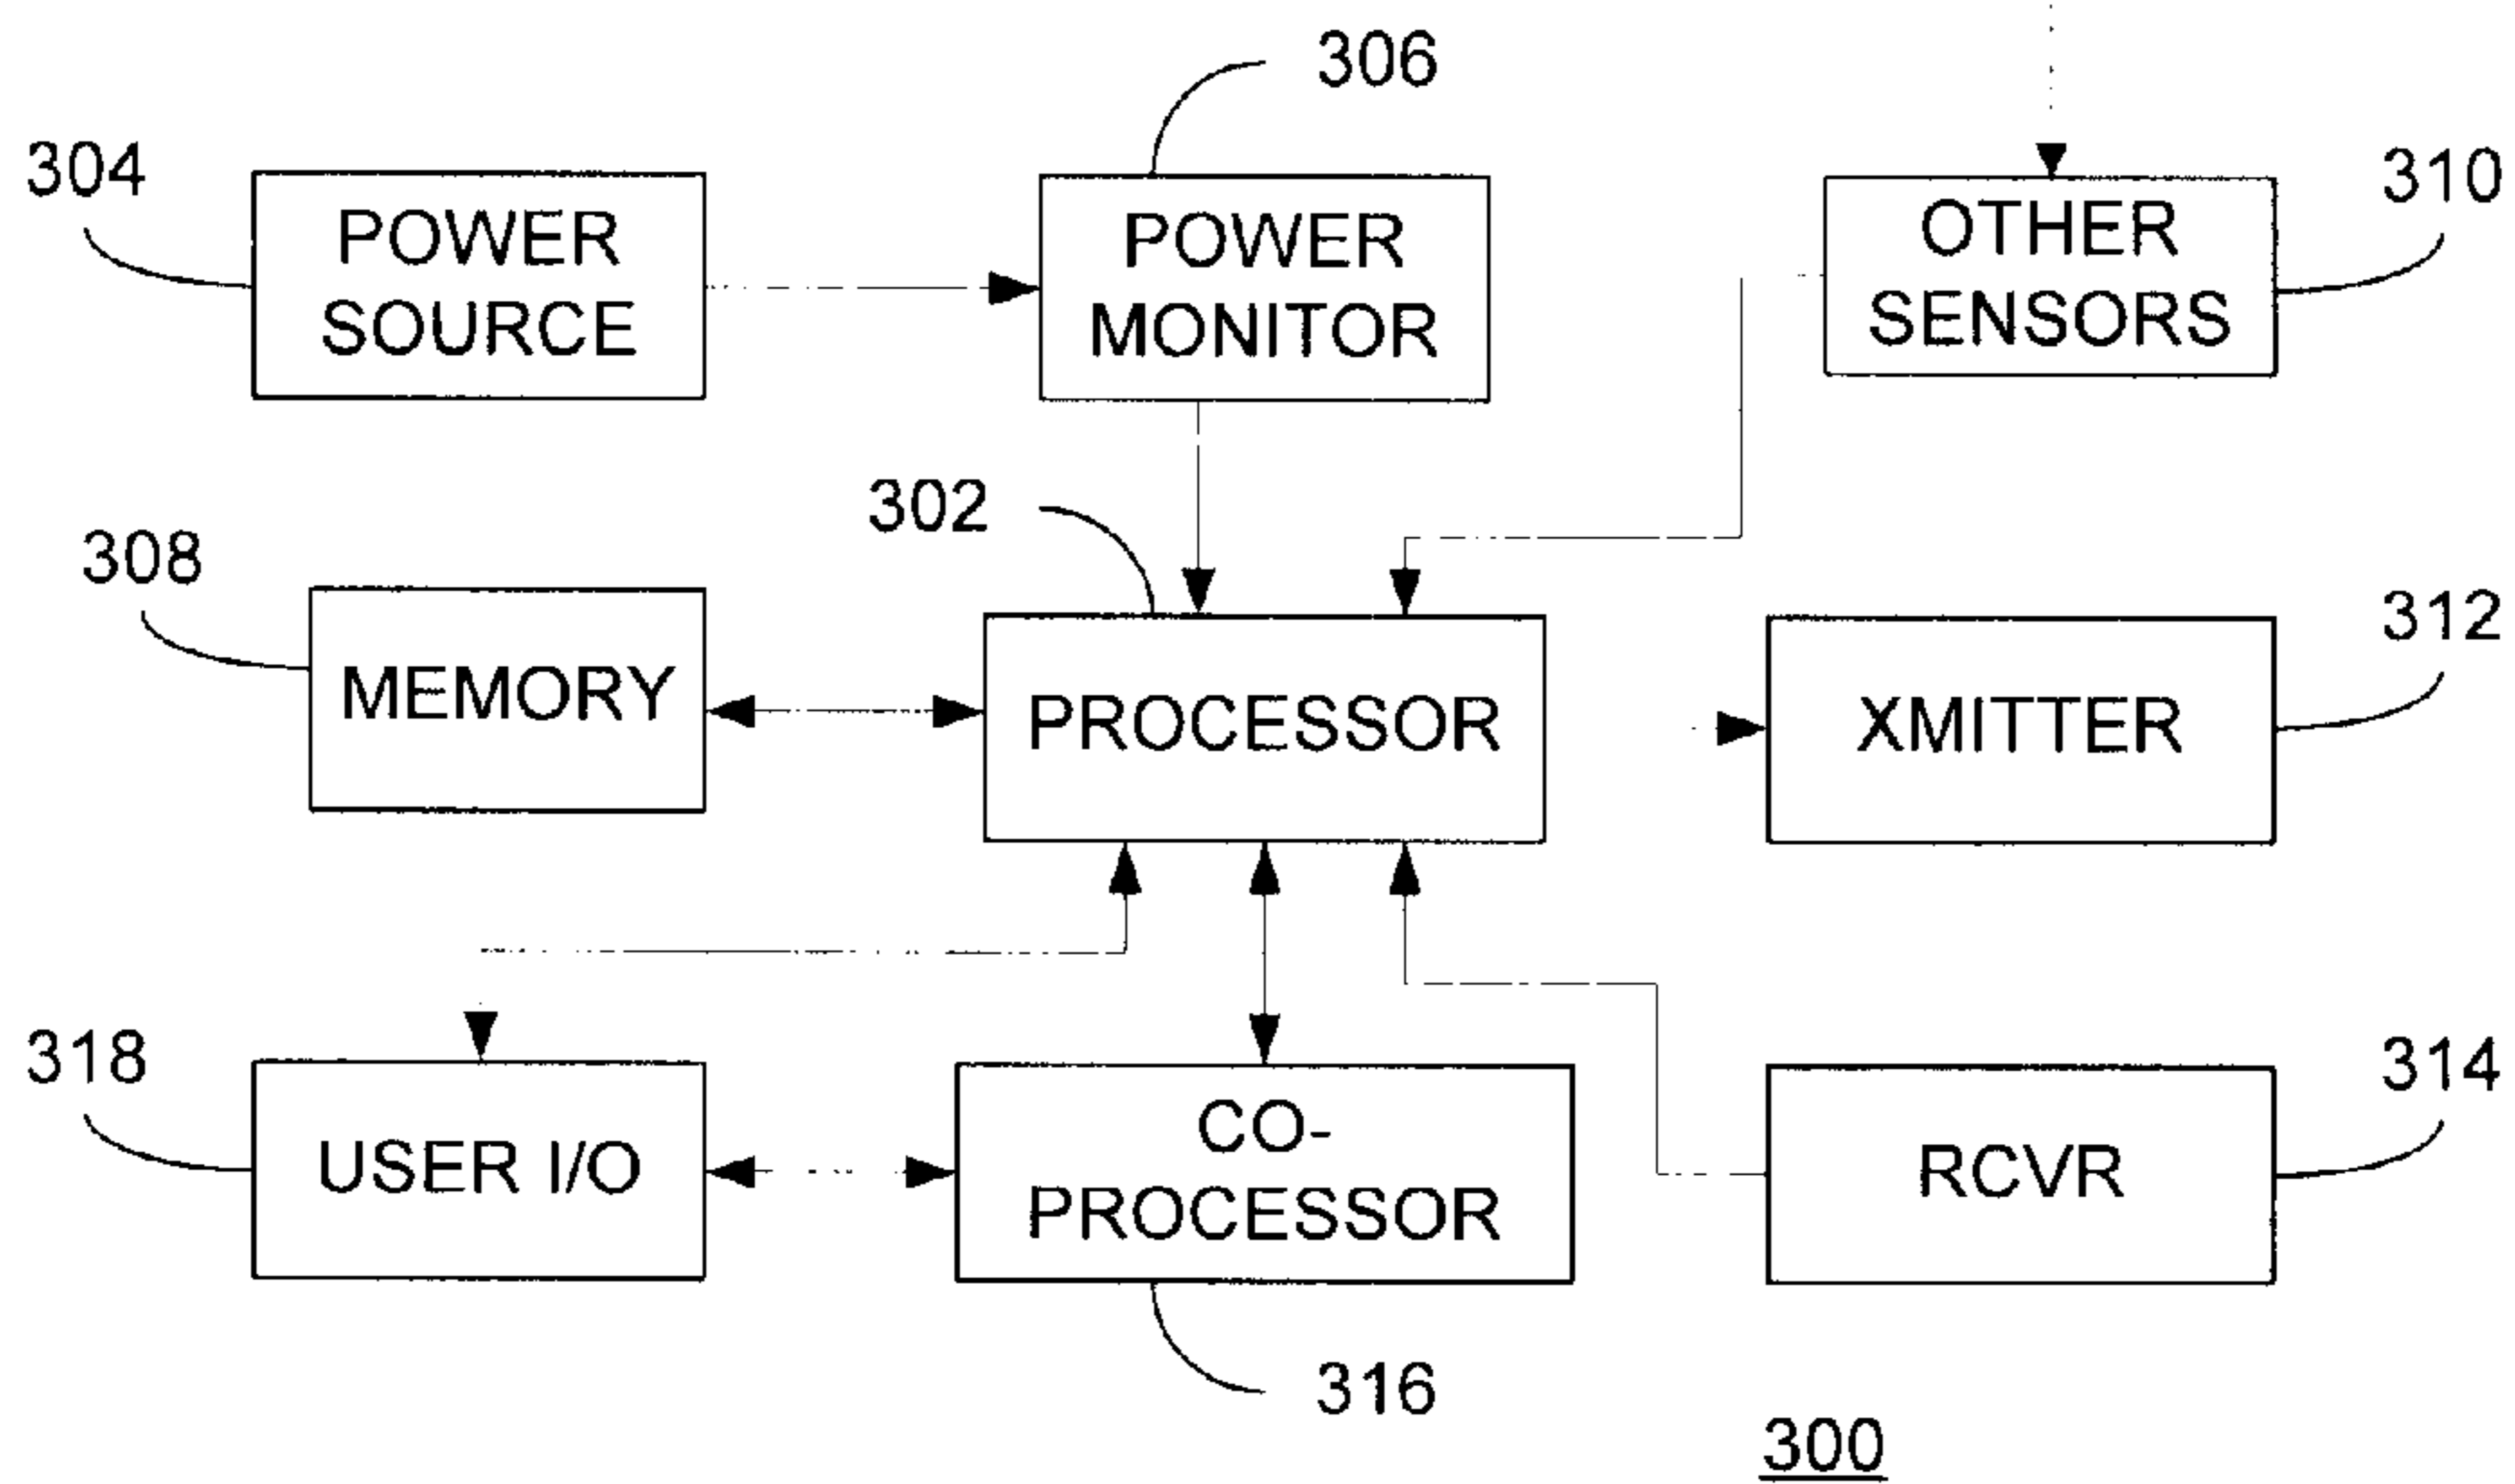 306
304
310
POWER
SOURCE
POWER
MONITOR
OTHER
SENSORS
302
308
312
MEMORY
PROCESSOR
XMITTER
318
314
USER I/O
CO-
PROCESSOR
RCVR
316
300